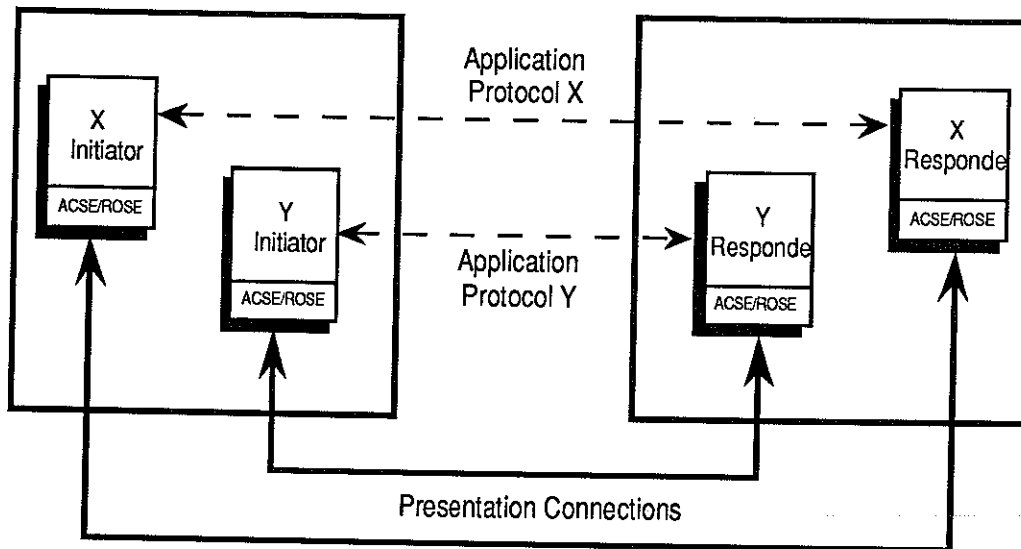 Application
Protocol X
X
Initiator
ACSE/ROSE
Y
Initiator
ACSE/ROSE
Application
Protocol Y
Y
Responde
ACSE/ROSE
X
Responde
ACSE/ROSE
Presentation Connections